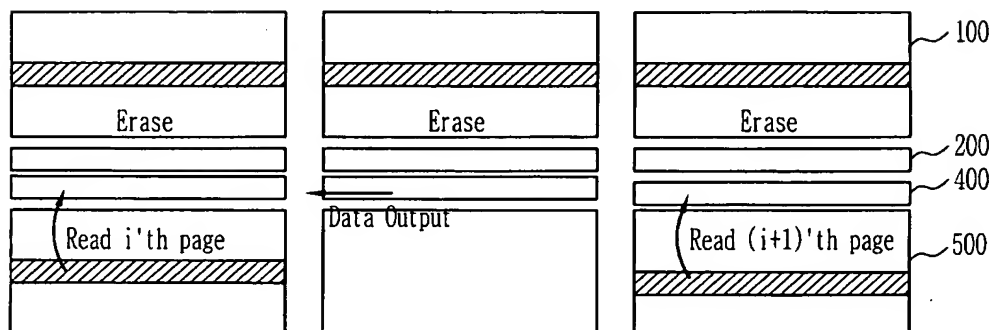 100
Erase
Erase
Erase
200
400
Data Output
Read i'th page
Read (i+1)'th page
500